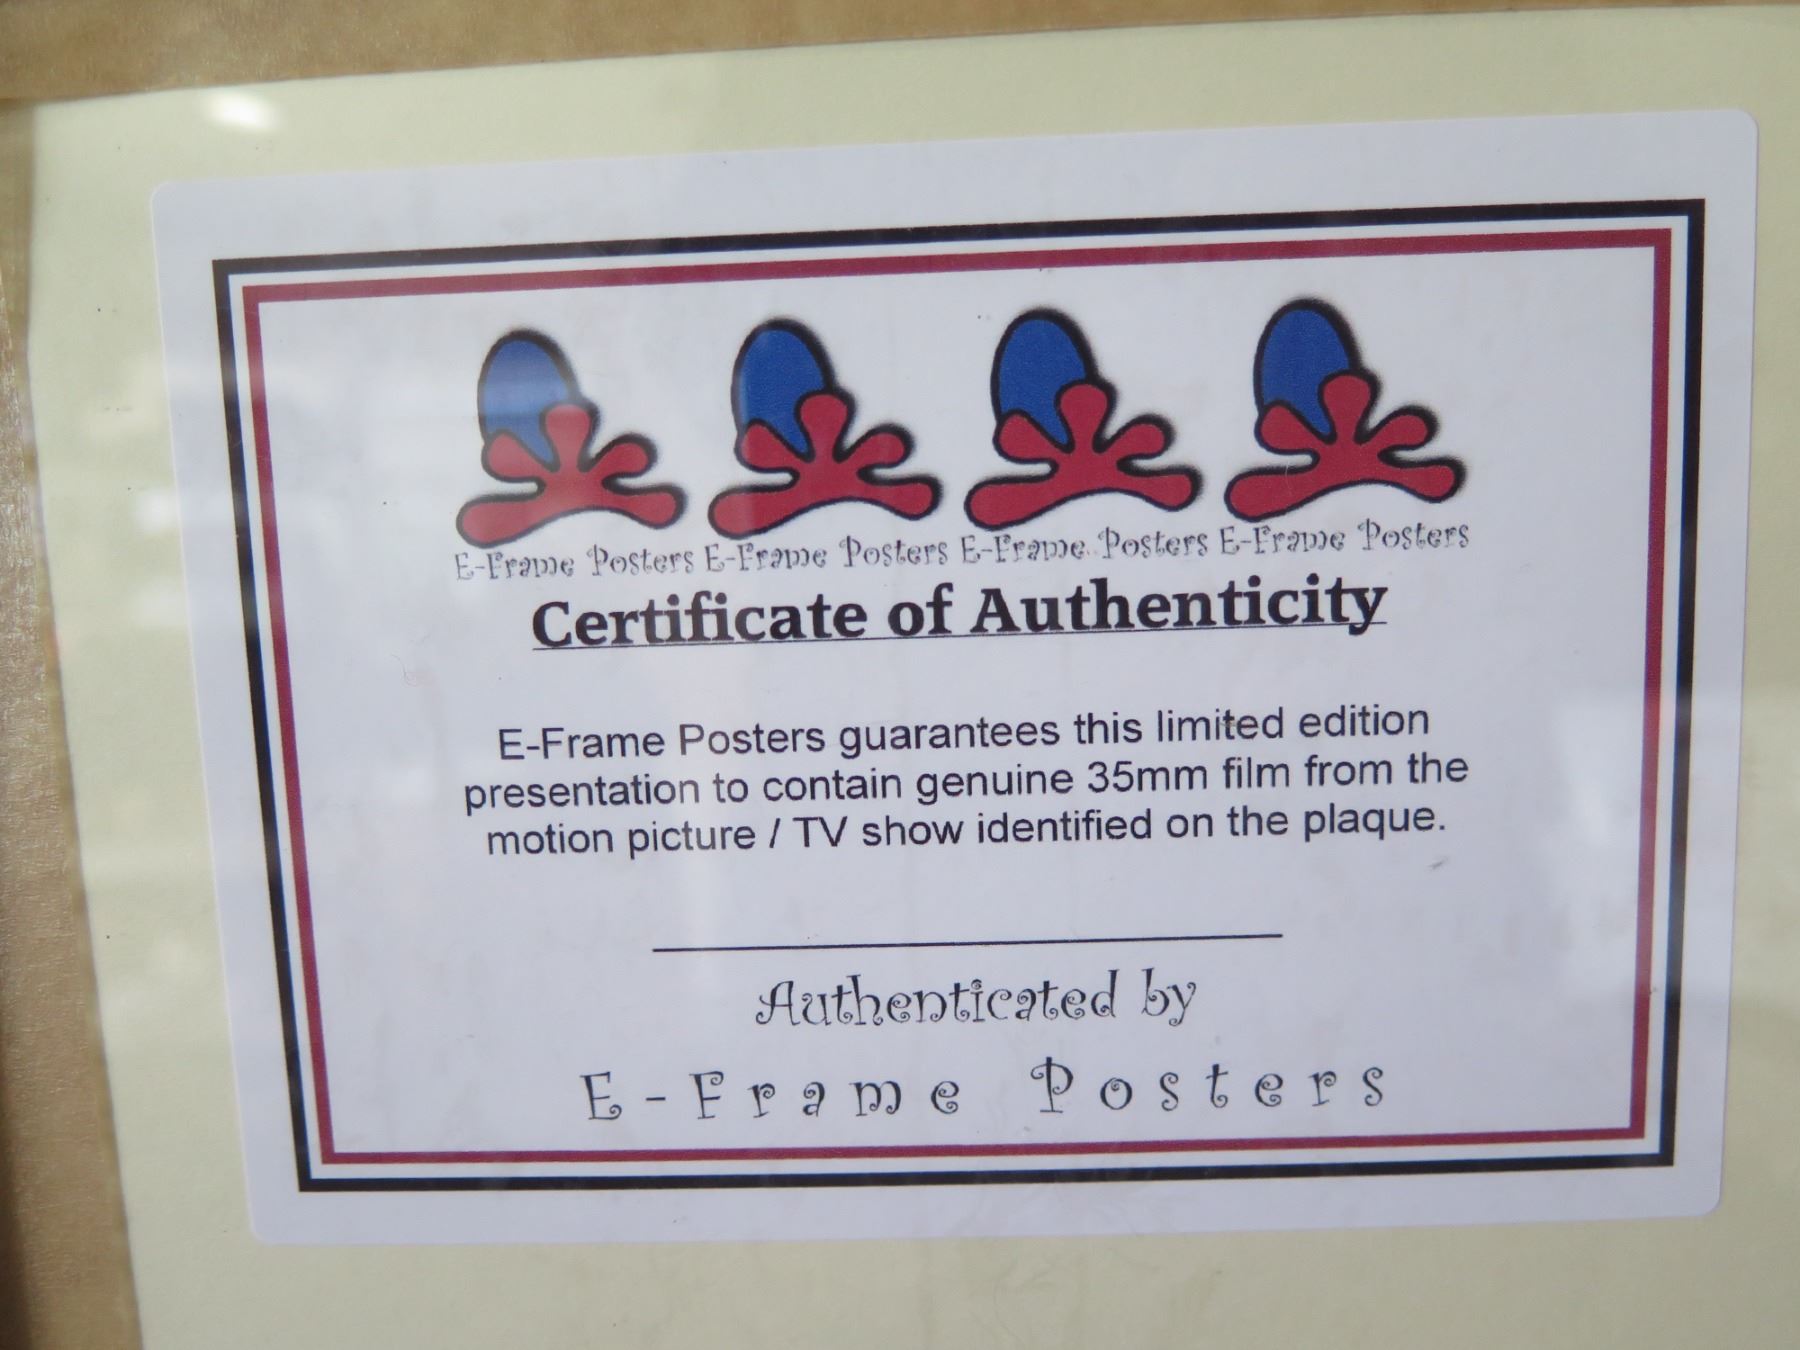 E-Frame Posters E-Frame Posters E-Frame Posters E-Frame Posters
Certificate of Authenticity
E-Frame Posters guarantees this limited edition
presentation to contain genuine 35mm film from the
motion picture / TV show identified on the plaque.
Authenticated by
E-Frame Posters